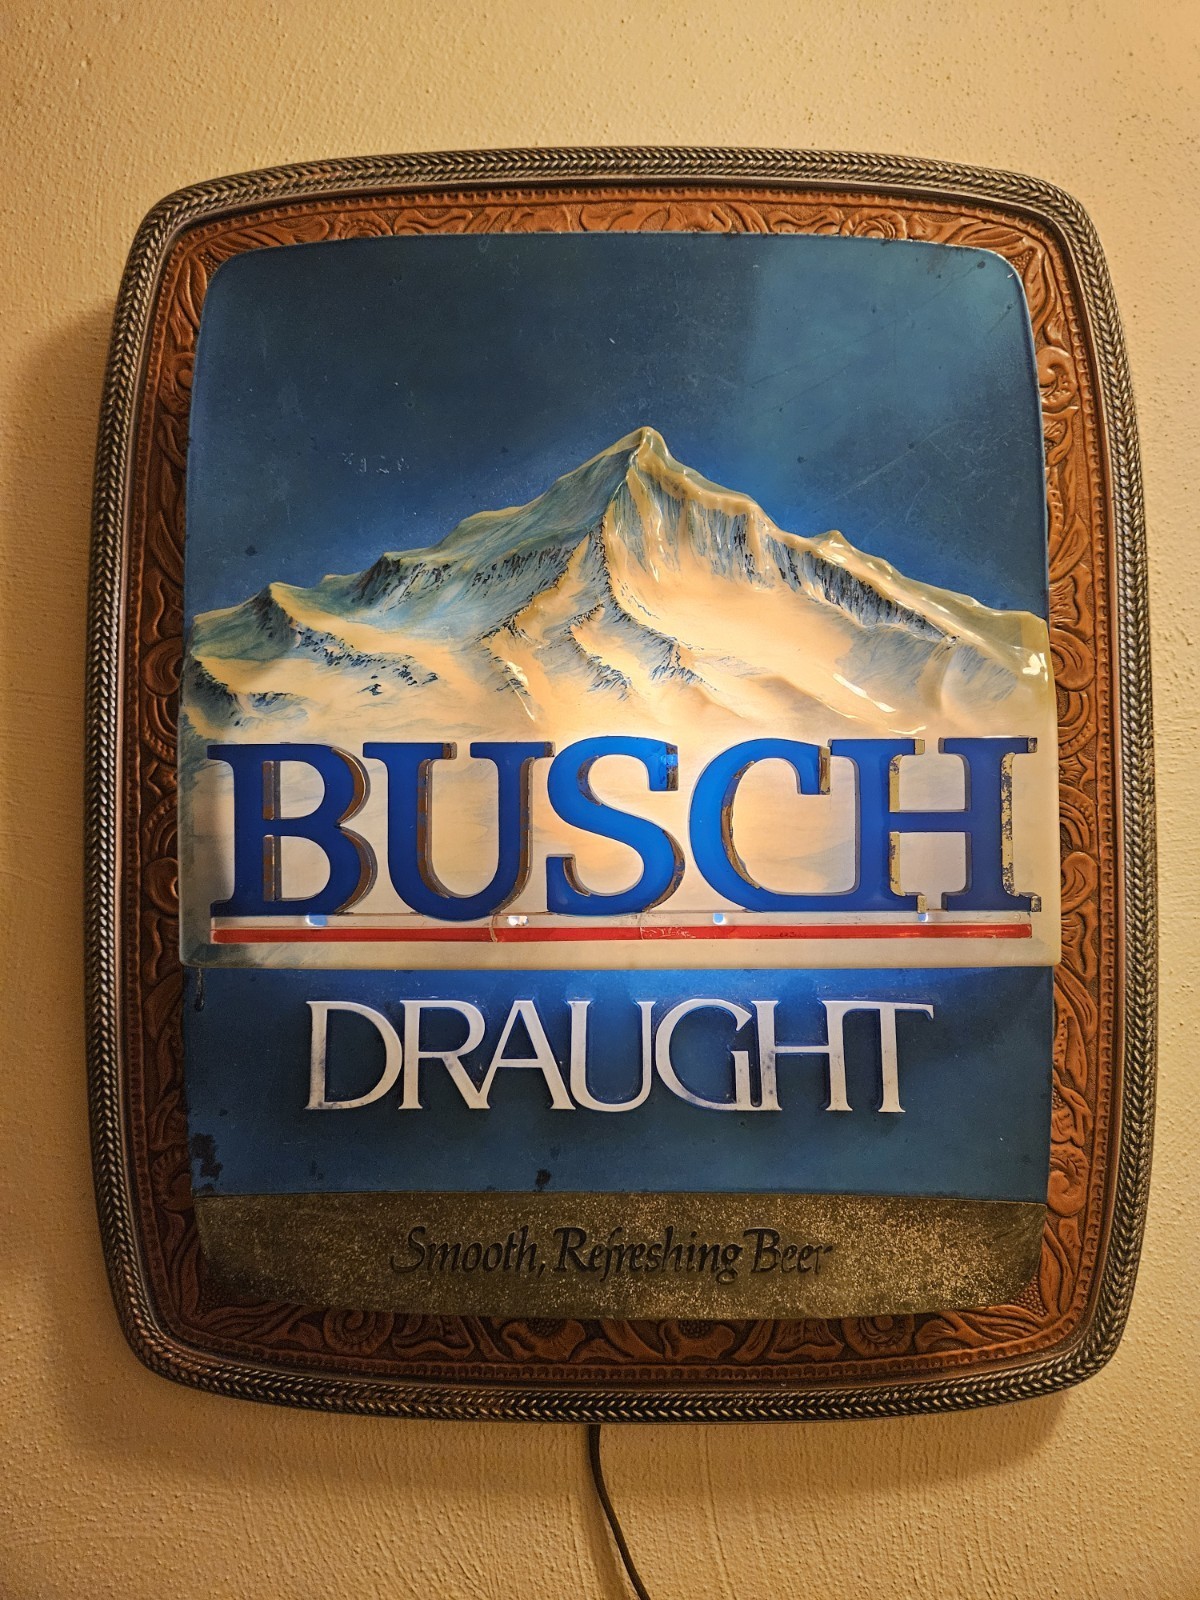 BUSCH
DRAUGHT
Smooth, Refreshing Beer